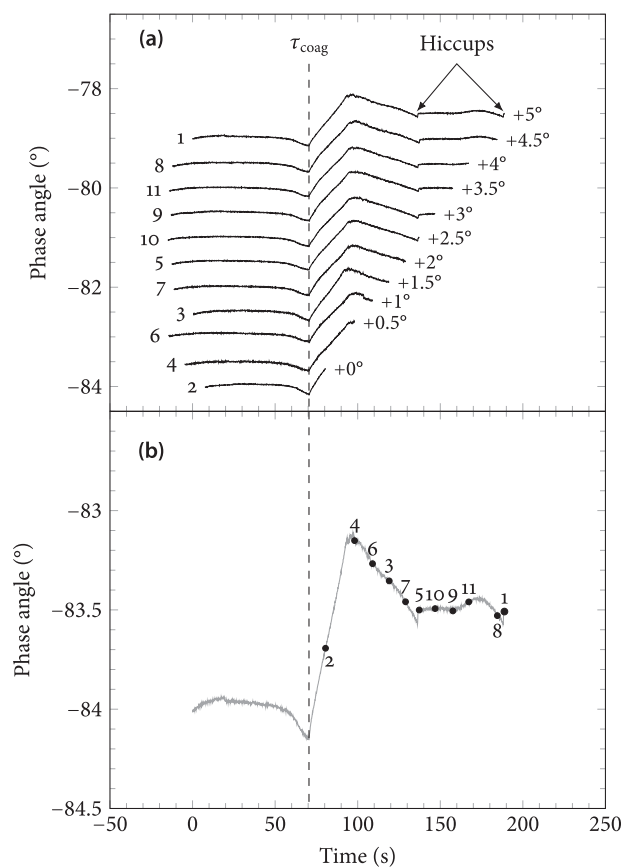 (a)
τcoag
Hiccups
−78
−80
−82
−84
Phase angle (°)
1 +5°
8 +4.5°
11 +4°
9 +3.5°
10 +3°
5 +2.5°
7 +2°
3 +1.5°
6 +1°
4 +0.5°
2 +0°
(b)
−83
−83.5
−84
−84.5
Phase angle (°)
4
6
3
7
5 10 9 11 1
8
2
−50 0 50 100 150 200 250
Time (s)